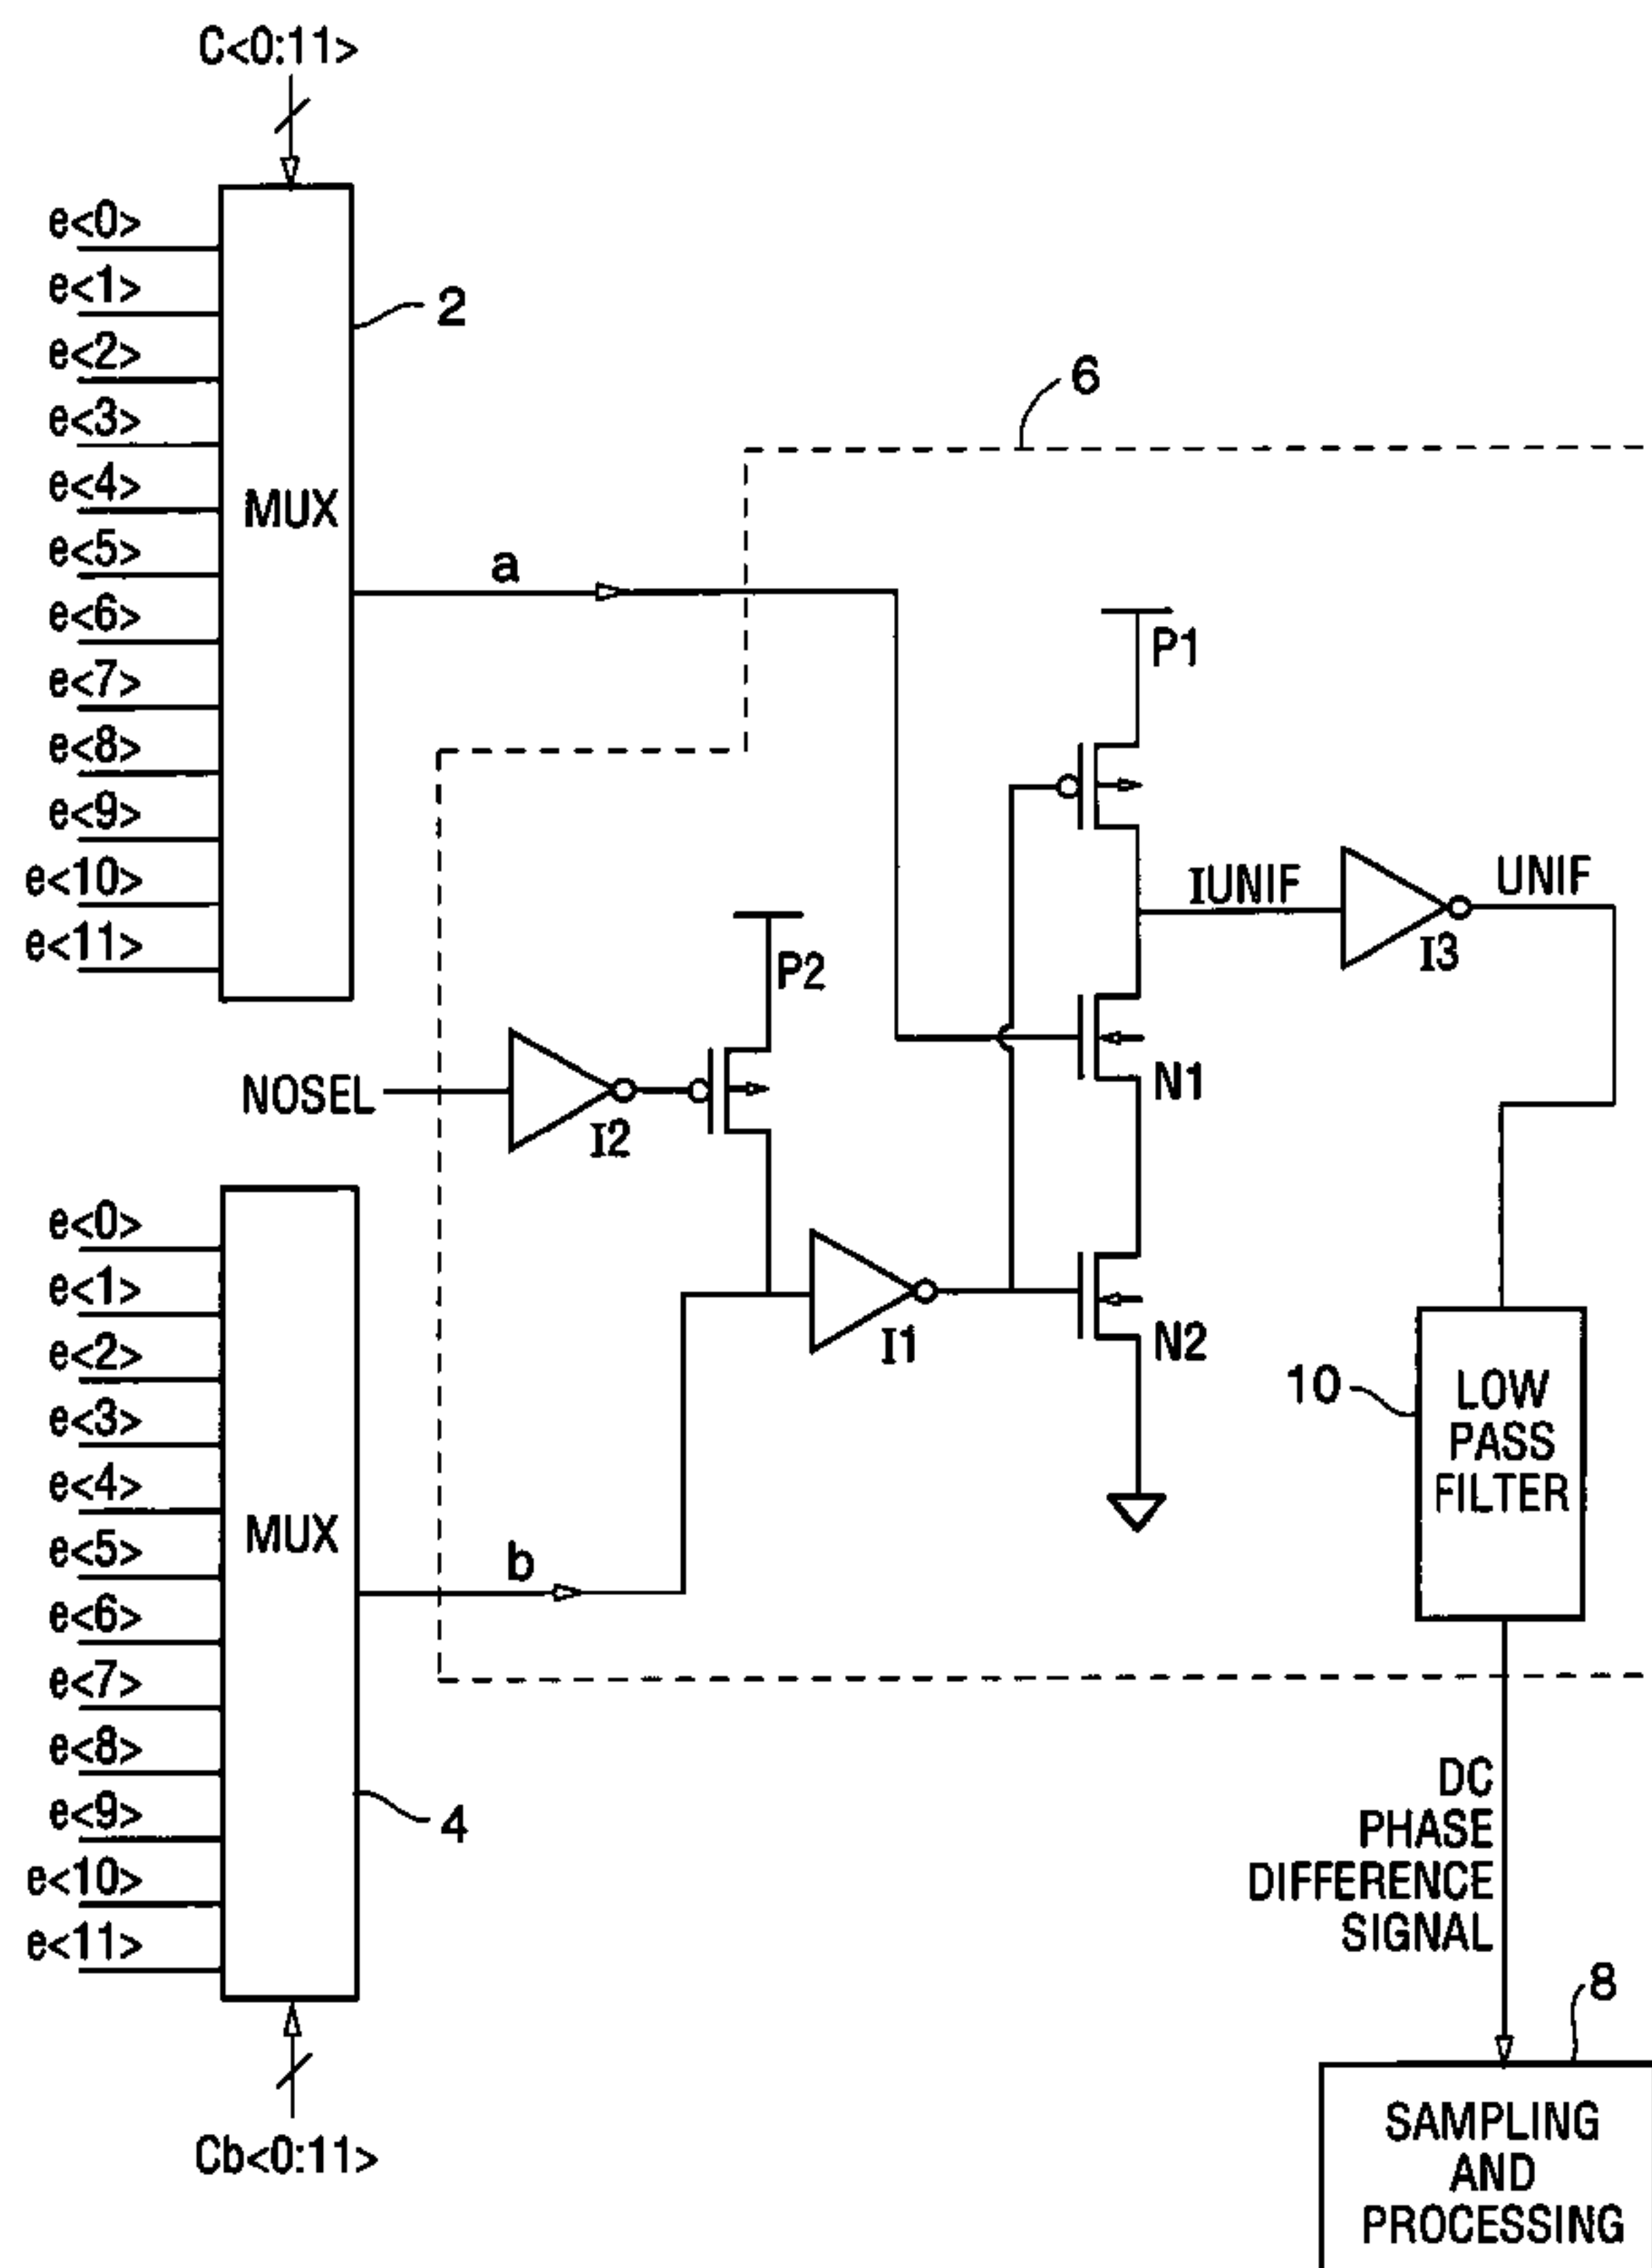 C<0:11>
e<0>
e<1>
e<2>
e<3>
e<4>
e<5>
e<6>
e<7>
e<8>
e<9>
e<10>
e<11>
MUX
2
a
6
P1
IUNIF
UNIF
I3
N1
P2
NOSEL
I2
I1
N2
10
LOW
PASS
FILTER
e<0>
e<1>
e<2>
e<3>
e<4>
e<5>
e<6>
e<7>
e<8>
e<9>
e<10>
e<11>
MUX
b
4
Cb<0:11>
DC
PHASE
DIFFERENCE
SIGNAL
8
SAMPLING
AND
PROCESSING